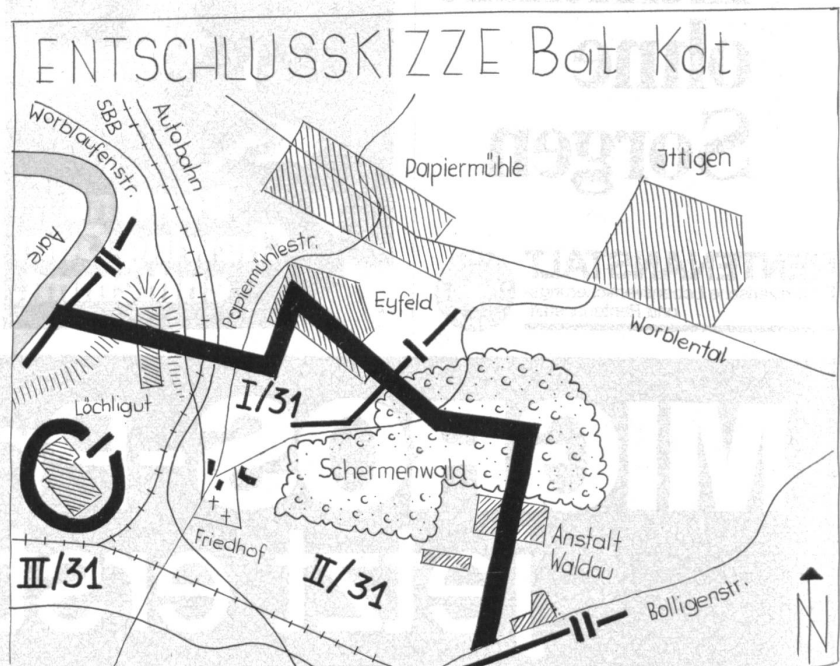 ENTSCHLUSSKIZZE Bat Kdt
Worblaufenstr.
SBB
Autobahn
Aare
Papiermühle
Ittigen
Papiermühlestr.
Eyfeld
Worblental
I/31
Löchligut
Schermenwald
Friedhof
Anstalt
Waldau
III/31
II/31
Bolligenstr.
N